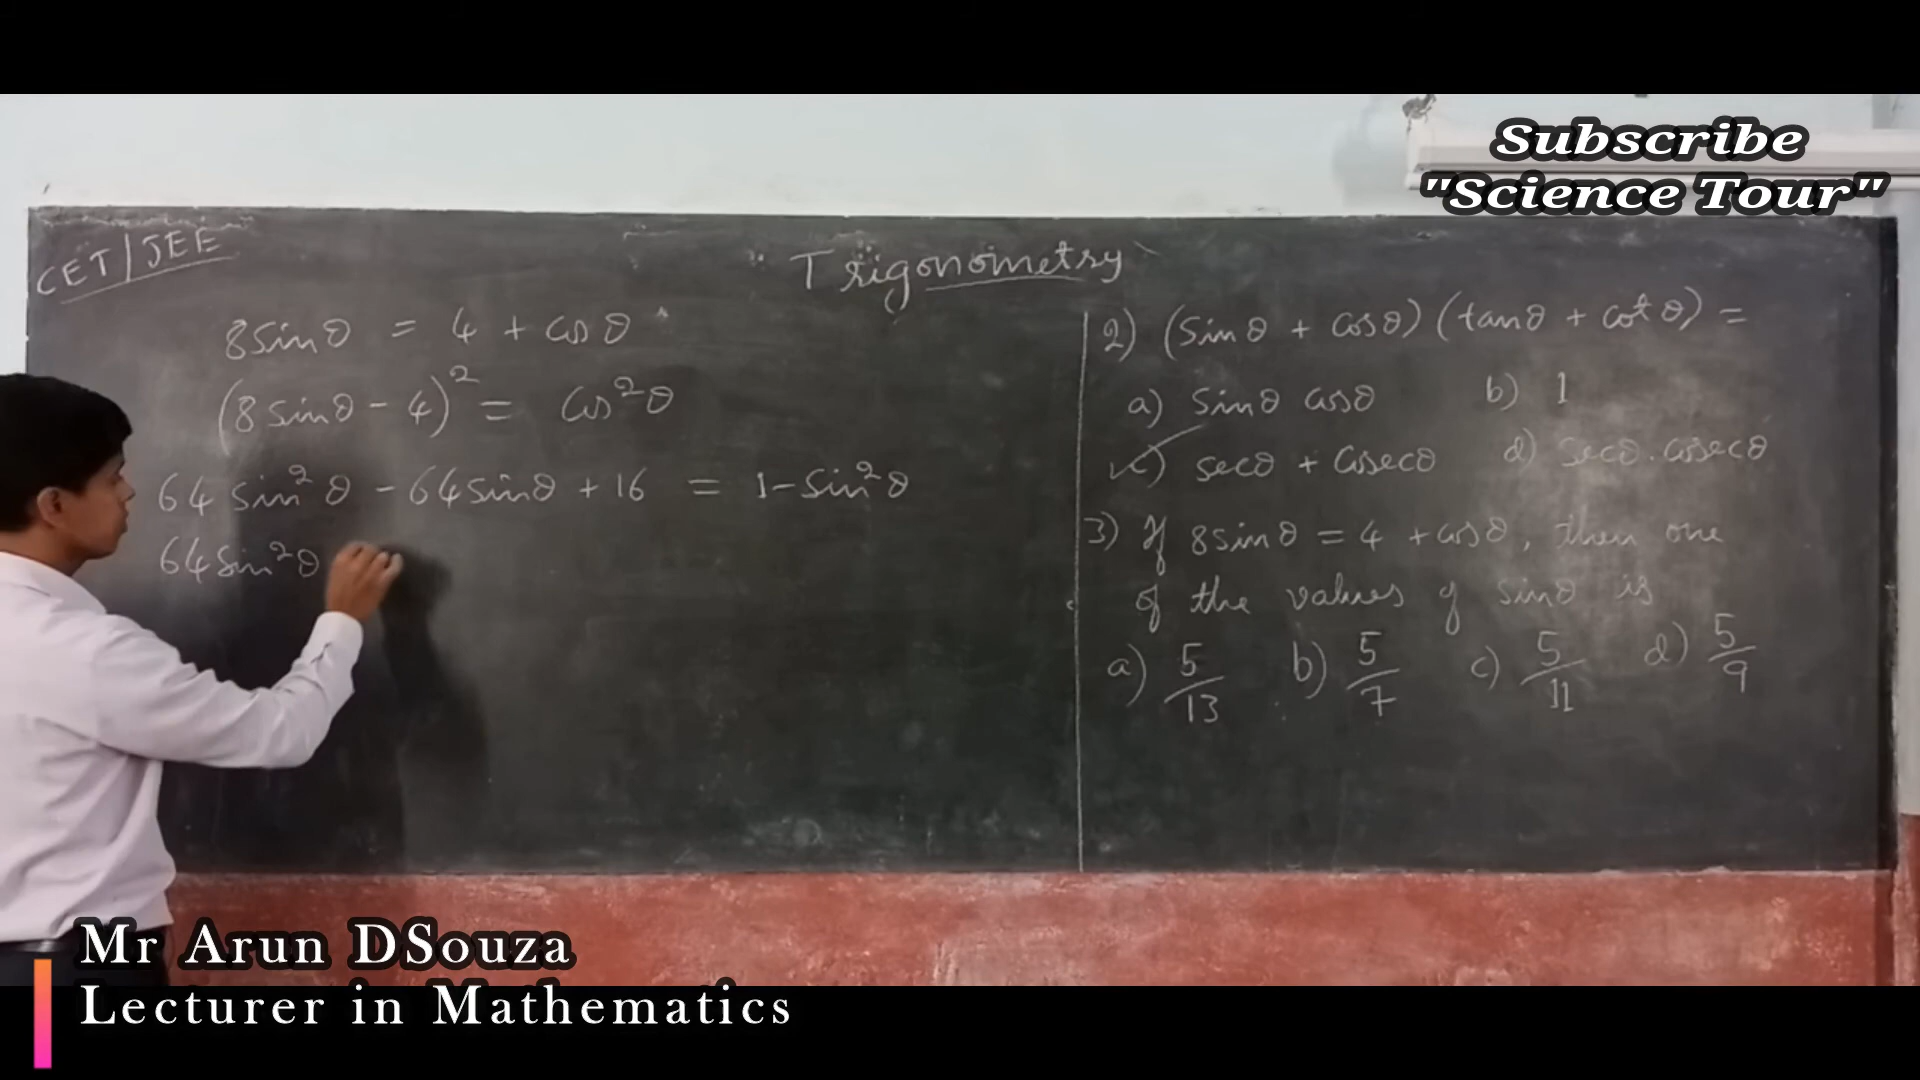 Subscribe
"Science Tour"
CET/JEE
Trigonometry
8sinθ = 4 + cosθ
(8sinθ - 4)² = cos²θ
64 sin²θ - 64sinθ + 16 = 1 - sin²θ
64sin²θ
2) (sinθ + cosθ)(tanθ + cotθ) =
a) sinθ cosθ b) 1
✓c) secθ + cosecθ d) secθ.cosecθ
3) If 8sinθ = 4 + cosθ, then one
of the values of sinθ is
a) 5/13 b) 5/7 c) 5/11 d) 5/9
Mr Arun DSouza
Lecturer in Mathematics